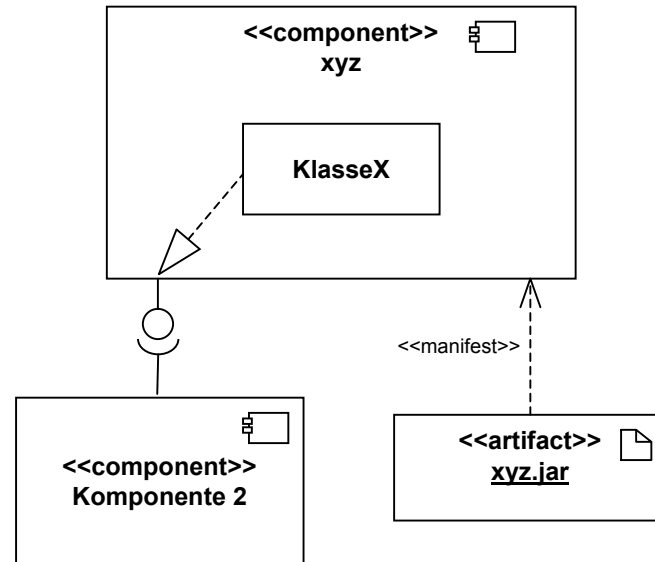 <<component>>
xyz
KlasseX
<<manifest>>
<<component>>
Komponente 2
<<artifact>>
xyz.jar